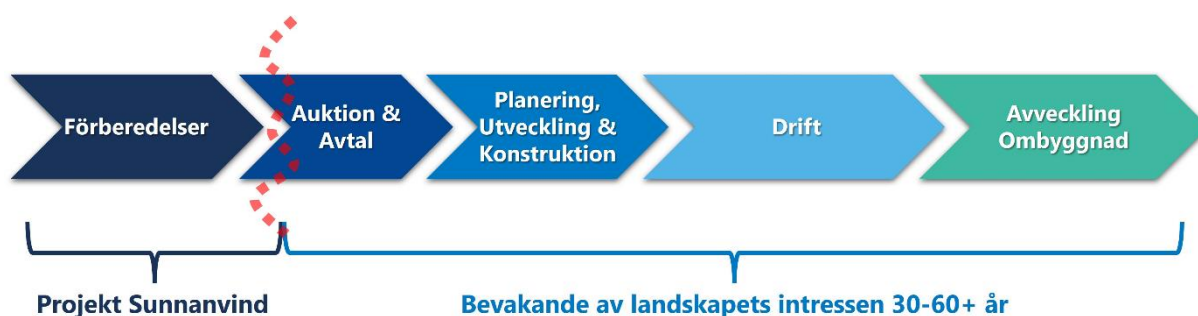 Förberedelser
Auktion &
Avtal
Planering,
Utveckling &
Konstruktion
Drift
Avveckling
Ombyggnad
Projekt Sunnanvind
Bevakande av landskapets intressen 30-60+ år